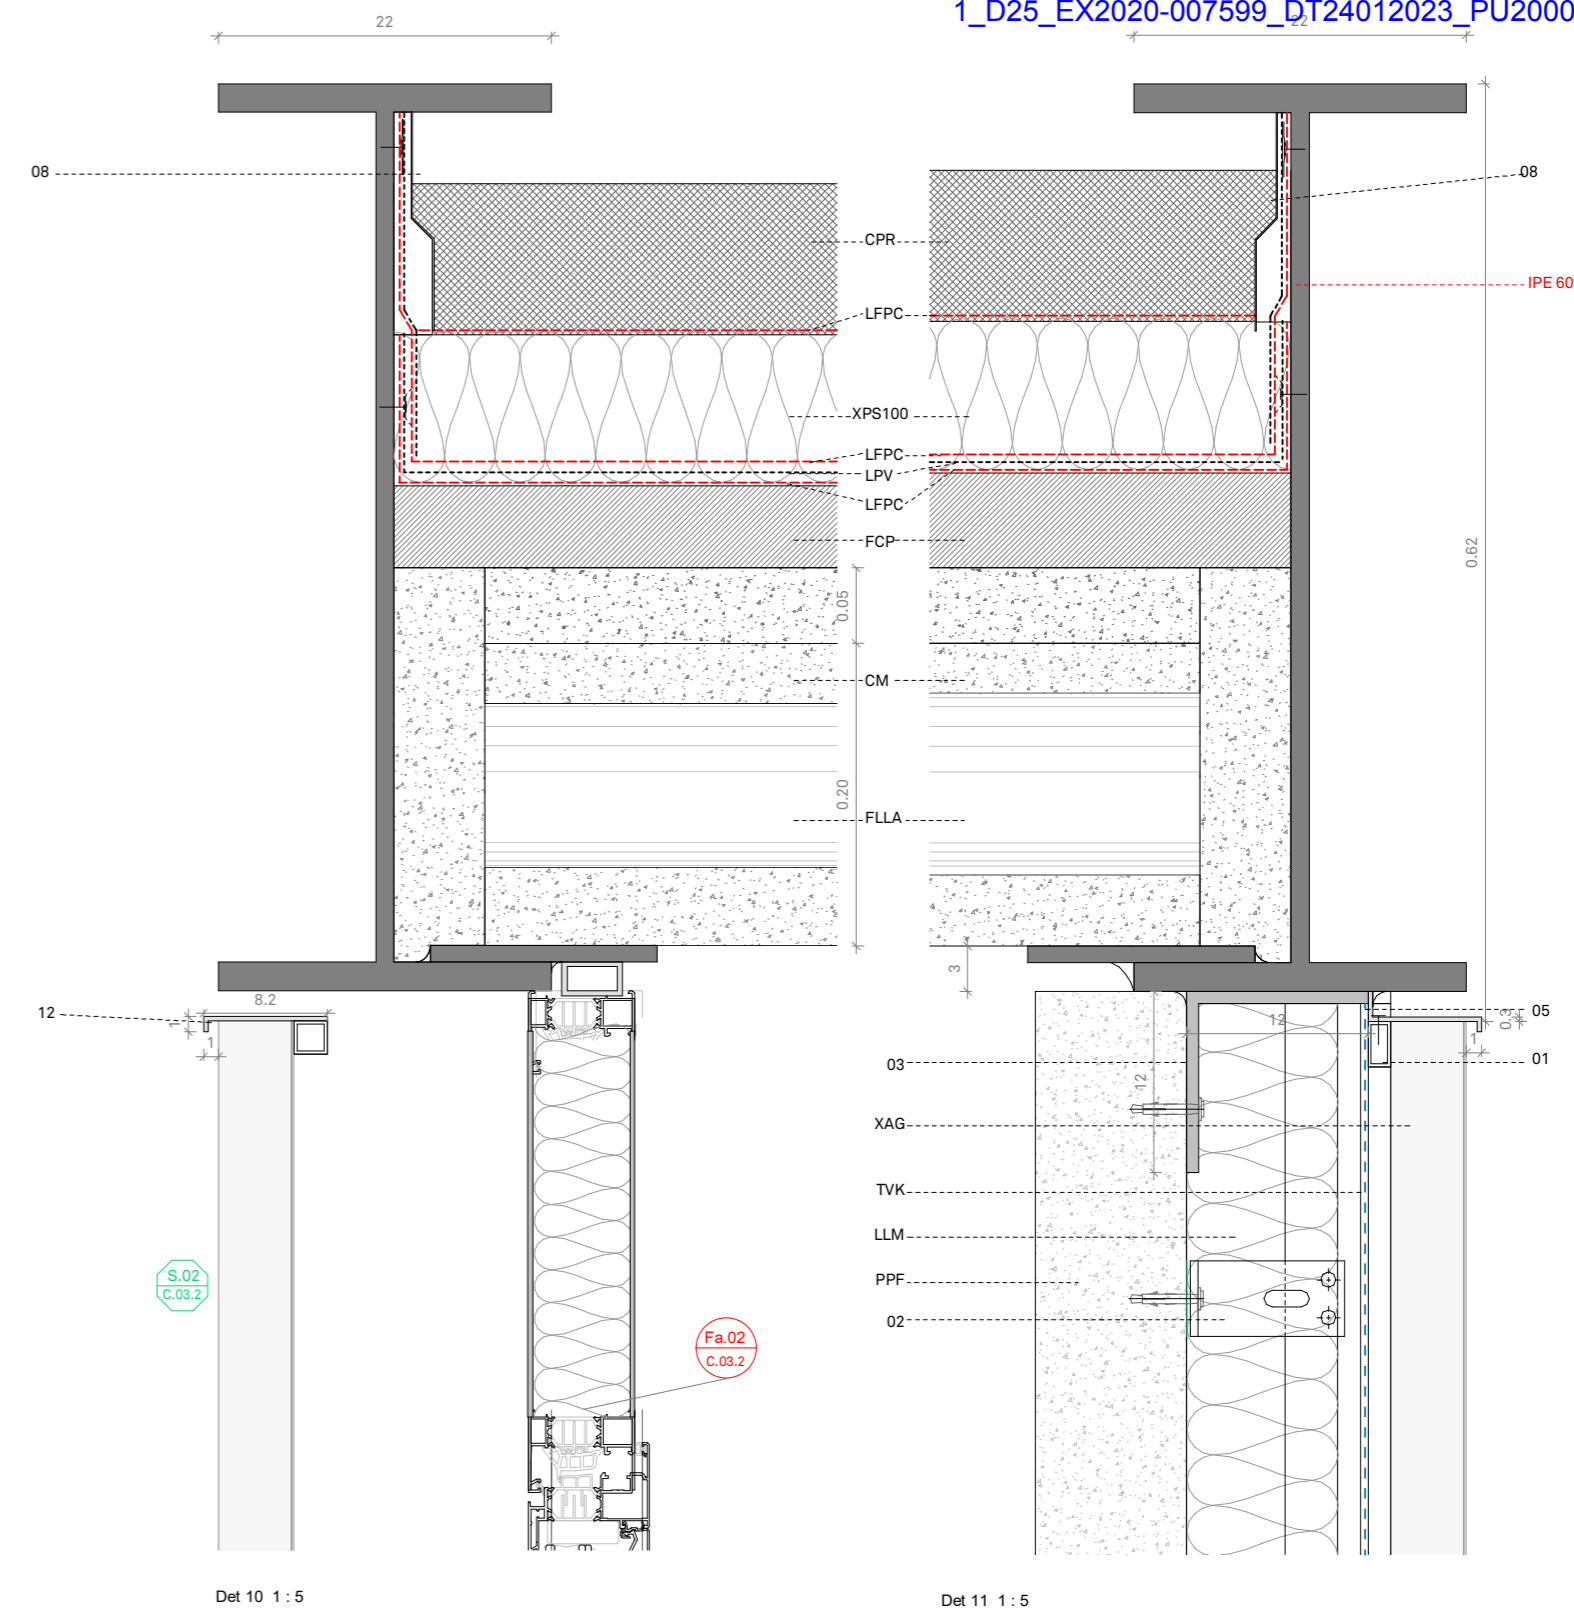 1_D25_EX2020-007599_DT24012023_PU2000
22
22
08
08
CPR
IPE 60
LFPC
XPS100
LFPC
LPV
LFPC
FCP
0.62
0.05
CM
0.20
FLLA
3
8.2
12
1
1
12
05
0.3
1
01
03
12
XAG
TVK
LLM
PPF
02
S.02
C.03.2
Fa.02
C.03.2
Det 10 1 : 5
Det 11 1 : 5